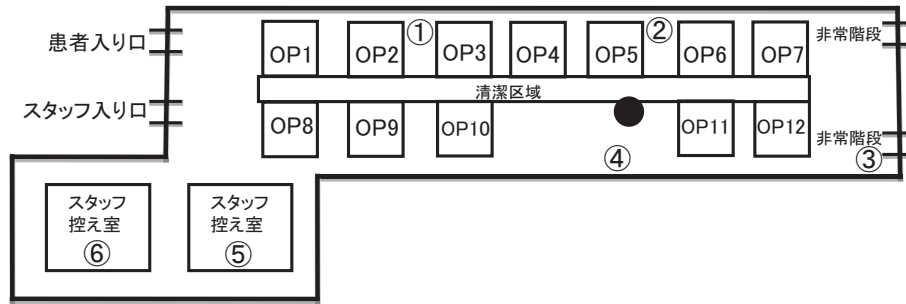 患者入り口
スタッフ入り口
OP1
OP2
①
OP3
OP4
OP5
②
OP6
OP7
非常階段
清潔区域
OP8
OP9
OP10
④
OP11
OP12
非常階段
③
スタッフ
控え室
⑥
スタッフ
控え室
⑤